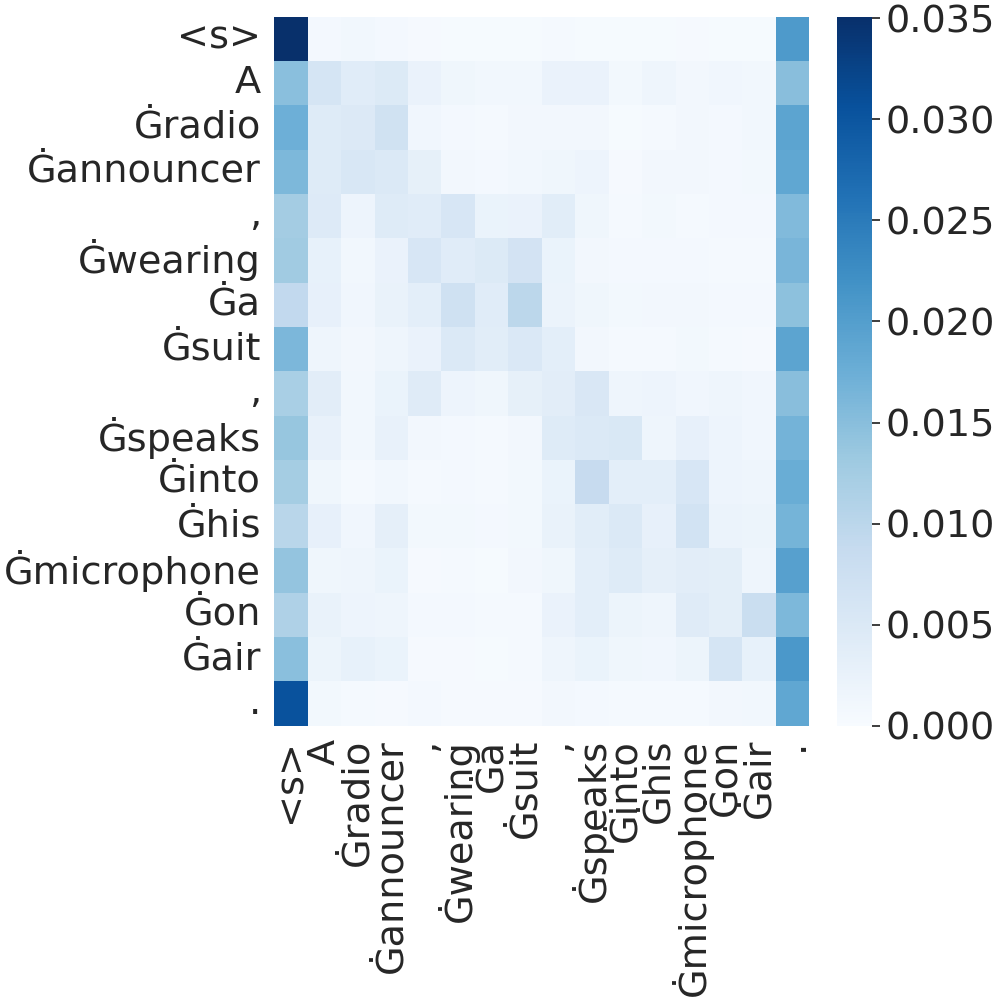 <s>
A
Ġradio
Ġannouncer
,
Ġwearing
Ġa
Ġsuit
,
Ġspeaks
Ġinto
Ġhis
Ġmicrophone
Ġon
Ġair
.
<s>
A
Ġradio
Ġannouncer
,
Ġwearing
Ġa
Ġsuit
,
Ġspeaks
Ġinto
Ġhis
Ġmicrophone
Ġon
Ġair
.
0.035
0.030
0.025
0.020
0.015
0.010
0.005
0.000